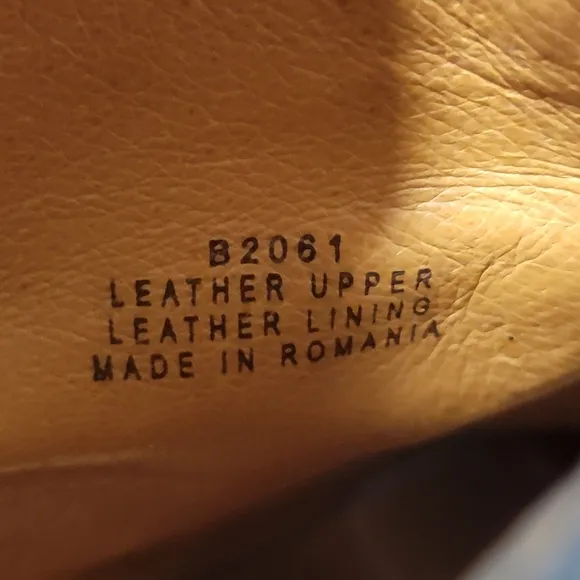 B2061
LEATHER UPPER
LEATHER LINING
MADE IN ROMANIA